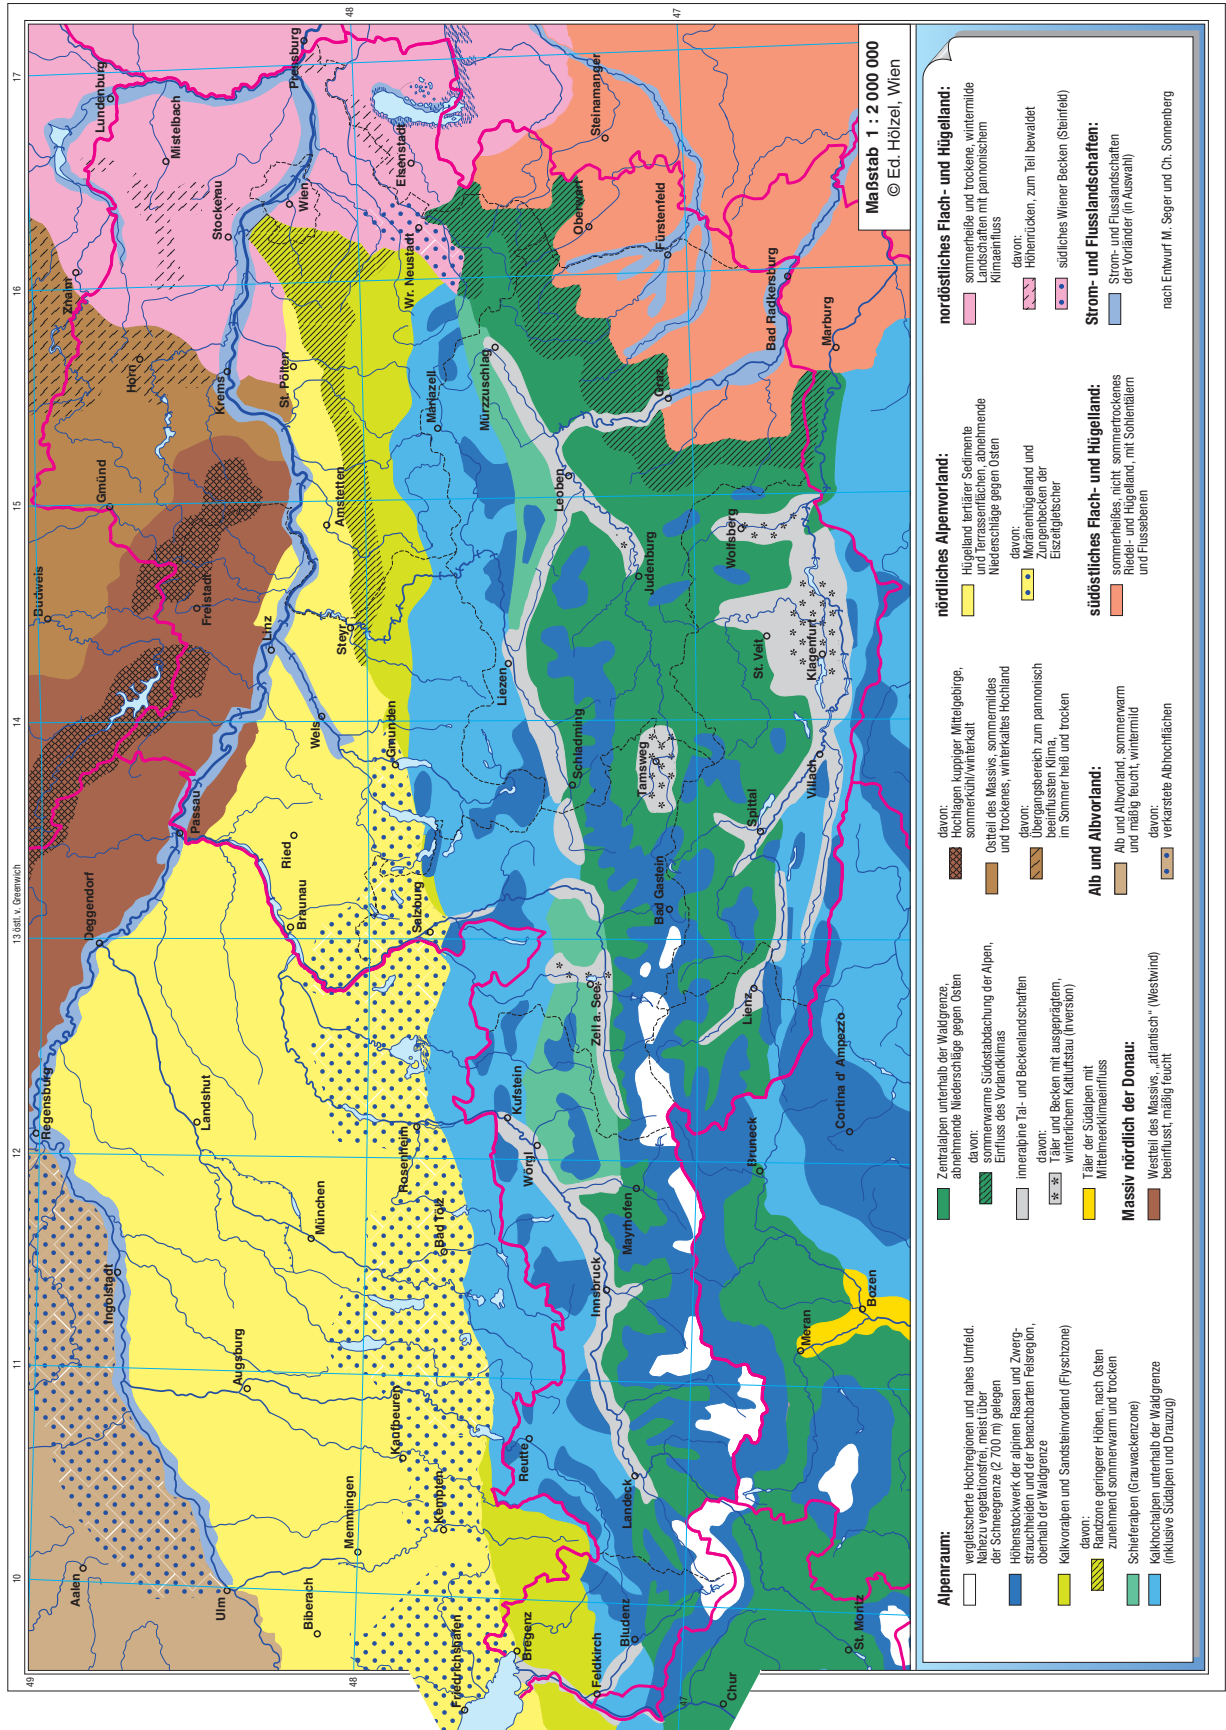 Maßstab 1 : 2 000 000
© Ed. Hölzel, Wien
13 östl. v. Greenwich
10
11
12
14
15
16
17
49
48
47
48
47
Aalen
Ulm
Biberach
Memmingen
Friedrichshafen
Bregenz
Feldkirch
Bludenz
Chur
St. Moritz
Kempten
Kaufbeuren
Augsburg
Ingolstadt
Reutte
Landeck
Innsbruck
Meran
Bozen
München
Bad Tölz
Landshut
Regensburg
Rosenheim
Kufstein
Wörgl
Mayrhofen
Bruneck
Cortina d' Ampezzo
Deggendorf
Passau
Braunau
Ried
Salzburg
Zell a. See
Bad Gastein
Lienz
Spittal
Villach
Tamsweg
Schladming
Gmunden
Wels
Linz
Steyr
Liezen
St. Veit
Klagenfurt
Wolfsberg
Judenburg
Leoben
Freistadt
Budweis
Gmünd
Amstetten
Mariazell
Mürzzuschlag
Graz
Marburg
Bad Radkersburg
Fürstenfeld
Oberwart
Steinamanger
Krems
St. Pölten
Horn
Znaim
Stockerau
Wien
Wr. Neustadt
Eisenstadt
Mistelbach
Lundenburg
Pressburg
Alpenraum:
vergletscherte Hochregionen und nahes Umfeld.
Nahezu vegetationsfrei, meist über
der Schneegrenze (2 700 m) gelegen
Höhenstockwerk der alpinen Rasen und Zwerg-
strauchheiden und der benachbarten Felsregion,
oberhalb der Waldgrenze
Kalkvoralpen und Sandsteinvorland (Flyschzone)
davon:
Randzone geringerer Höhen, nach Osten
zunehmend sommerwarm und trocken
Schieferalpen (Grauwackenzone)
Kalkhochalpen unterhalb der Waldgrenze
(inklusive Südalpen und Drauzug)
Zentralalpen unterhalb der Waldgrenze,
abnehmende Niederschläge gegen Osten
davon:
sommerwarme Südostabdachung der Alpen,
Einfluss des Vorlandklimas
inneralpine Tal- und Beckenlandschaften
davon:
Täler und Becken mit ausgeprägtem,
winterlichem Kaltluftstau (Inversion)
Täler der Südalpen mit
Mittelmeerklimaeinfluss
Massiv nördlich der Donau:
Westteil des Massivs, „atlantisch“ (Westwind)
beeinflusst, mäßig feucht
davon:
Hochlagen kuppiger Mittelgebirge,
sommerkühl/winterkalt
Ostteil des Massivs, sommermildes
und trockenes, winterkaltes Hochland
davon:
Übergangsbereich zum pannonisch
beeinflussten Klima,
im Sommer heiß und trocken
Alb und Albvorland:
Alb und Albvorland, sommerwarm
und mäßig feucht, wintermild
davon:
verkarstete Albhochflächen
nördliches Alpenvorland:
Hügelland tertiärer Sedimente
und Terrassenflächen, abnehmende
Niederschläge gegen Osten
davon:
Moränenhügelland und
Zungenbecken der
Eiszeitgletscher
südöstliches Flach- und Hügelland:
sommerheißes, nicht sommertrockenes
Riedel- und Hügelland, mit Sohlentälern
und Flussebenen
nordöstliches Flach- und Hügelland:
sommerheiße und trockene, wintermilde
Landschaften mit pannonischem
Klimaeinfluss
davon:
Höhenrücken, zum Teil bewaldet
südliches Wiener Becken (Steinfeld)
Strom- und Flusslandschaften:
Strom- und Flusslandschaften
der Vorländer (in Auswahl)
nach Entwurf M. Seger und Ch. Sonnenberg